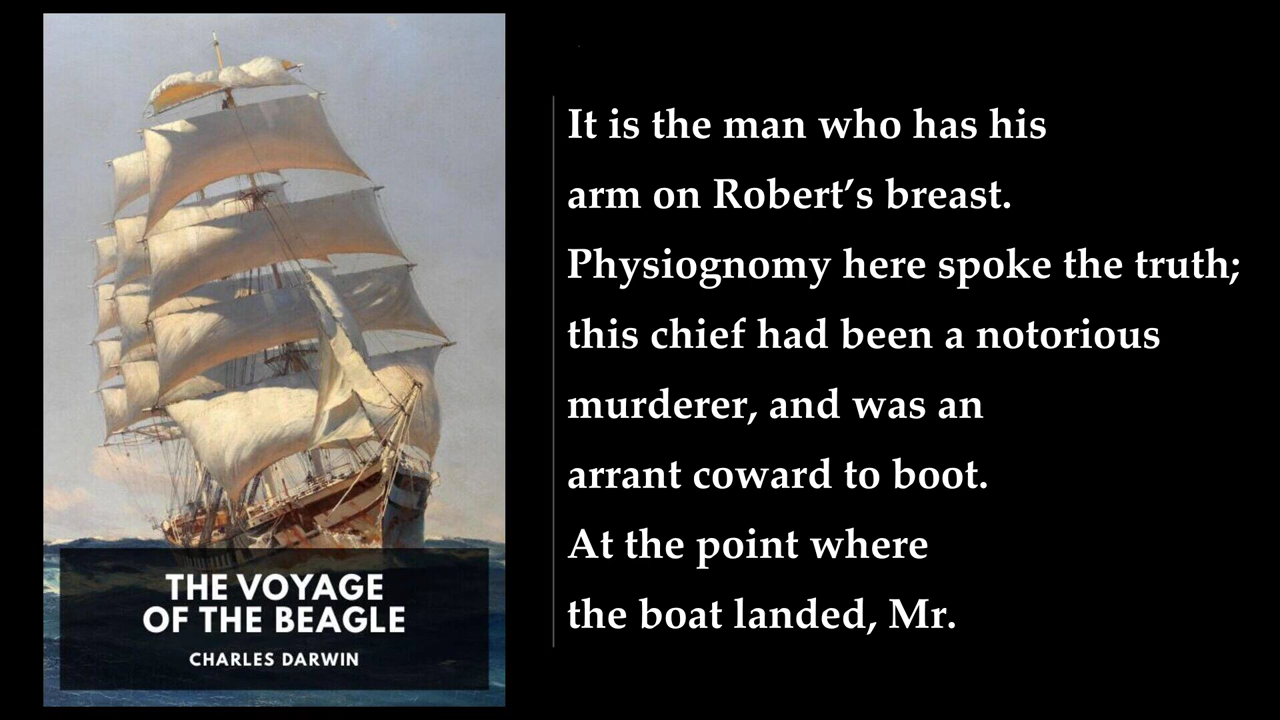 THE VOYAGE
OF THE BEAGLE
CHARLES DARWIN
It is the man who has his
arm on Robert’s breast.
Physiognomy here spoke the truth;
this chief had been a notorious
murderer, and was an
arrant coward to boot.
At the point where
the boat landed, Mr.